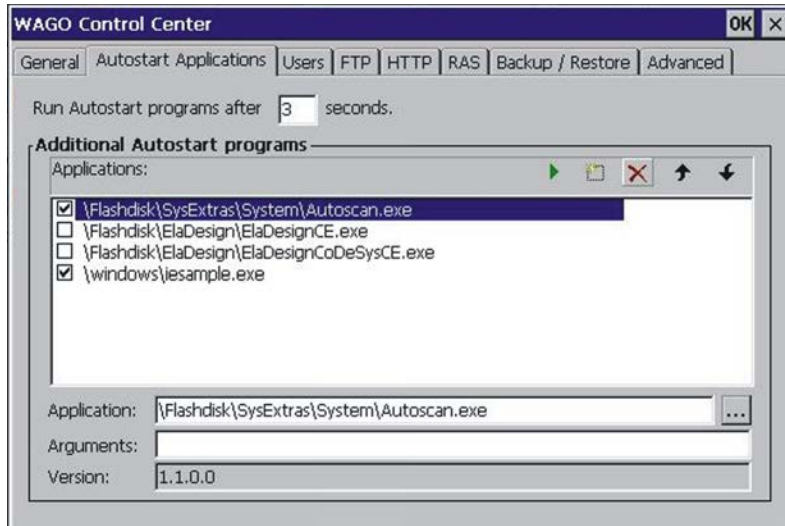 WAGO Control Center OK ×
General Autostart Applications Users FTP HTTP RAS Backup / Restore Advanced
Run Autostart programs after 3 seconds.
Additional Autostart programs
Applications:
\Flashdisk\SysExtras\System\Autoscan.exe
\Flashdisk\ElaDesign\ElaDesignCE.exe
\Flashdisk\ElaDesign\ElaDesignCoDeSysCE.exe
\windows\iesample.exe
Application: \Flashdisk\SysExtras\System\Autoscan.exe ...
Arguments:
Version: 1.1.0.0